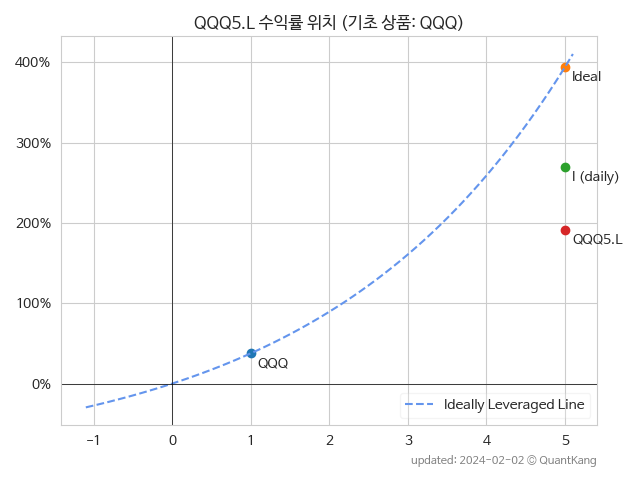 QQQ5.L 수익률 위치 (기초 상품: QQQ)
400%
300%
200%
100%
0%
Ideal
I (daily)
QQQ5.L
QQQ
Ideally Leveraged Line
−1 0 1 2 3 4 5
updated: 2024-02-02 © QuantKang